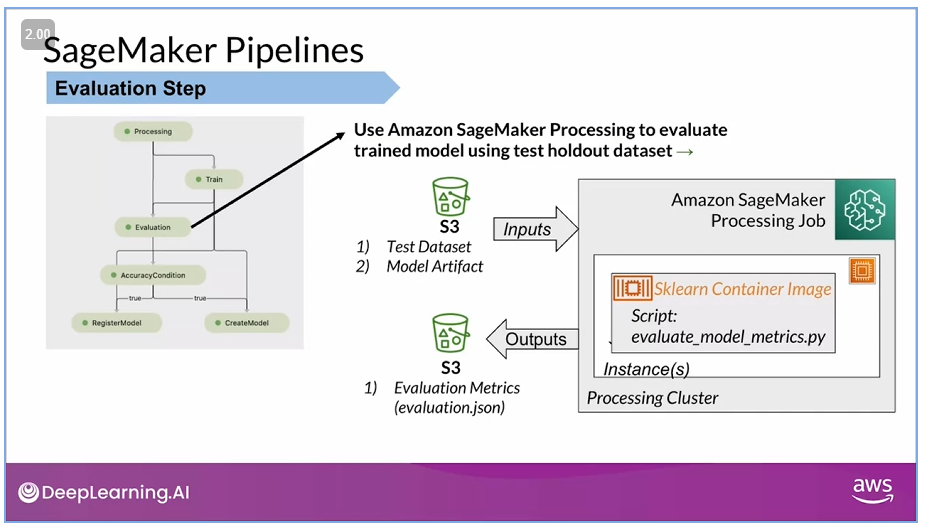 2.00
SageMaker Pipelines
Evaluation Step
Processing
Train
Evaluation
AccuracyCondition
true
true
RegisterModel
CreateModel
Use Amazon SageMaker Processing to evaluate
trained model using test holdout dataset →
S3
1) Test Dataset
2) Model Artifact
Inputs
Amazon SageMaker
Processing Job
Sklearn Container Image
Script:
evaluate_model_metrics.py
Instance(s)
Processing Cluster
Outputs
S3
1) Evaluation Metrics
(evaluation.json)
DeepLearning.AI
aws